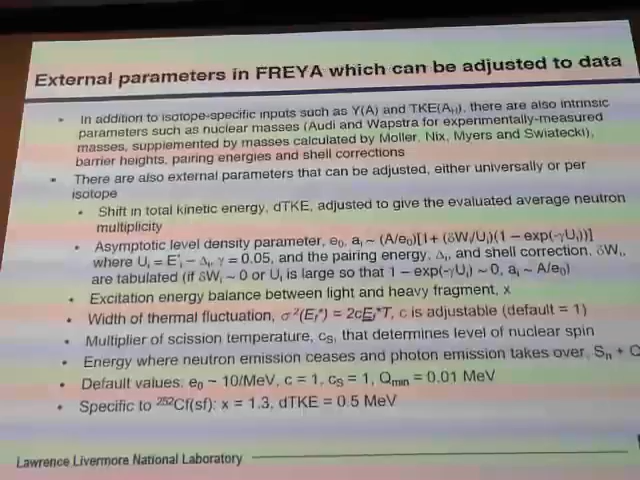 External parameters in FREYA which can be adjusted to data
• In addition to isotope-specific inputs such as Y(A) and TKE(A_H), there are also intrinsic
parameters such as nuclear masses (Audi and Wapstra for experimentally-measured
masses, supplemented by masses calculated by Moller, Nix, Myers and Swiatecki),
barrier heights, pairing energies and shell corrections
• There are also external parameters that can be adjusted, either universally or per
isotope
• Shift in total kinetic energy, dTKE, adjusted to give the evaluated average neutron
multiplicity
• Asymptotic level density parameter, e₀, aᵢ ~ (A/e₀)[1 + (δWᵢ/Uᵢ)(1 − exp(-γUᵢ))]
where Uᵢ = E*ᵢ − Δᵢ, γ = 0.05, and the pairing energy, Δᵢ, and shell correction, δWᵢ,
are tabulated (if δWᵢ ~ 0 or Uᵢ is large so that 1 − exp(-γUᵢ) ~ 0, aᵢ ~ A/e₀)
• Excitation energy balance between light and heavy fragment, x
• Width of thermal fluctuation, σ²(E_f*) = 2cE_f*T, c is adjustable (default = 1)
• Multiplier of scission temperature, c_S, that determines level of nuclear spin
• Energy where neutron emission ceases and photon emission takes over, S_n + Q
• Default values: e₀ ~ 10/MeV, c = 1, c_S = 1, Q_min = 0.01 MeV
• Specific to ²⁵²Cf(sf): x = 1.3, dTKE = 0.5 MeV
Lawrence Livermore National Laboratory